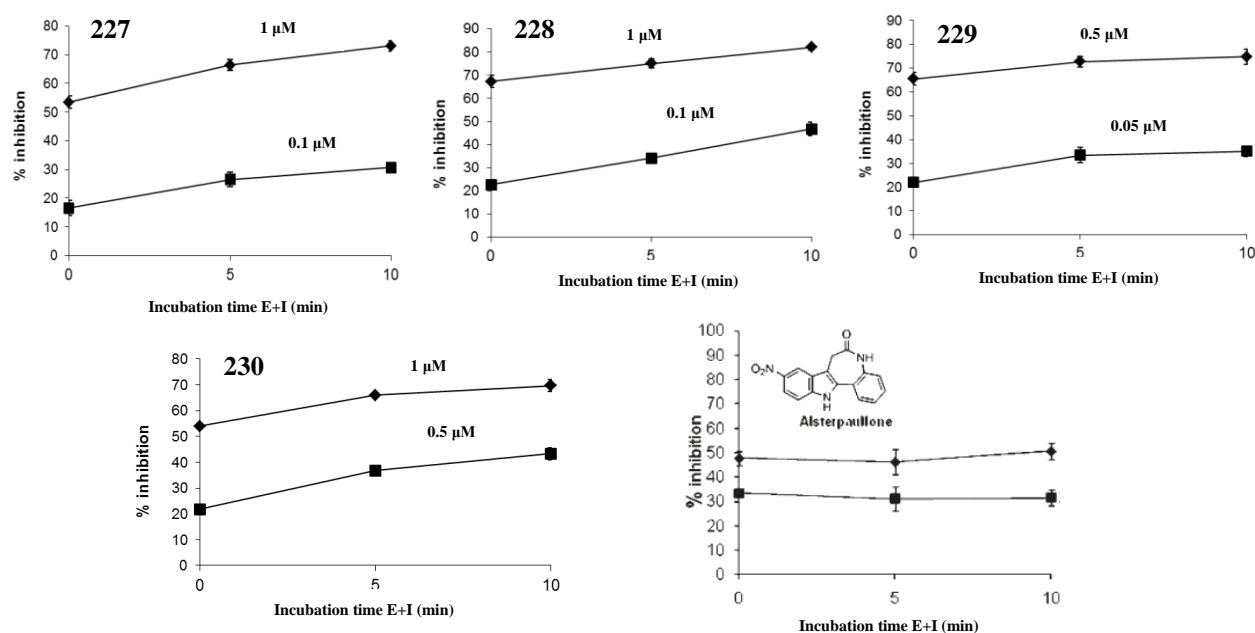 227
1 µM
0.1 µM
% inhibition
80
70
60
50
40
30
20
10
0
0 5 10
Incubation time E+I (min)
228
1 µM
0.1 µM
% inhibition
90
80
70
60
50
40
30
20
10
0
0 5 10
Incubation time E+I (min)
229
0.5 µM
0.05 µM
% inhibition
90
80
70
60
50
40
30
20
10
0
0 5 10
Incubation time E+I (min)
230
1 µM
0.5 µM
% inhibition
80
70
60
50
40
30
20
10
0
0 5 10
Incubation time E+I (min)
O
NH
O₂N
N
H
Alsterpaullone
% inhibition
100
90
80
70
60
50
40
30
20
10
0
0 5 10
Incubation time E+I (min)